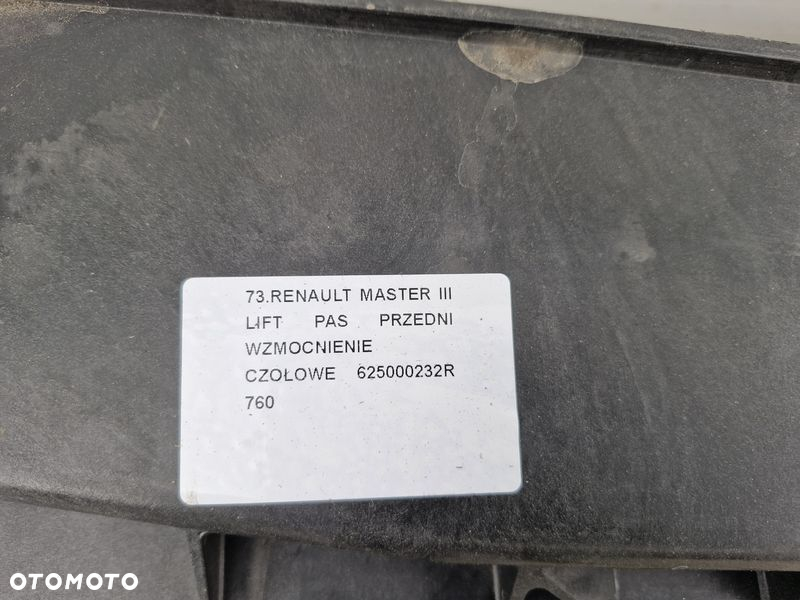 73.RENAULT MASTER III
LIFT PAS PRZEDNI
WZMOCNIENIE
CZOŁOWE 625000232R
760
OTOMOTO